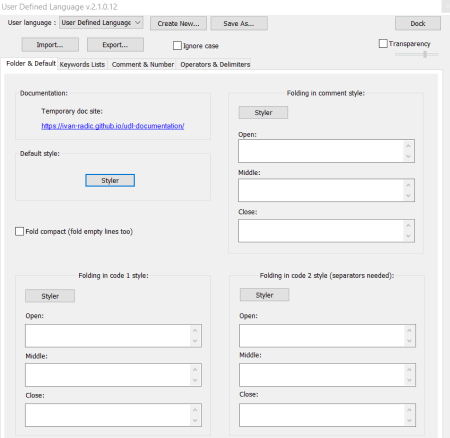 User Defined Language v.2.1.0.12
User language : User Defined Language Create New... Save As... Dock
Import... Export... Ignore case Transparency
Folder & Default Keywords Lists Comment & Number Operators & Delimiters
Documentation:
Temporary doc site:
https://ivan-radic.github.io/udl-documentation/
Default style:
Styler
Fold compact (fold empty lines too)
Folding in comment style:
Styler
Open:
Middle:
Close:
Folding in code 1 style:
Styler
Open:
Middle:
Close:
Folding in code 2 style (separators needed):
Styler
Open:
Middle:
Close: